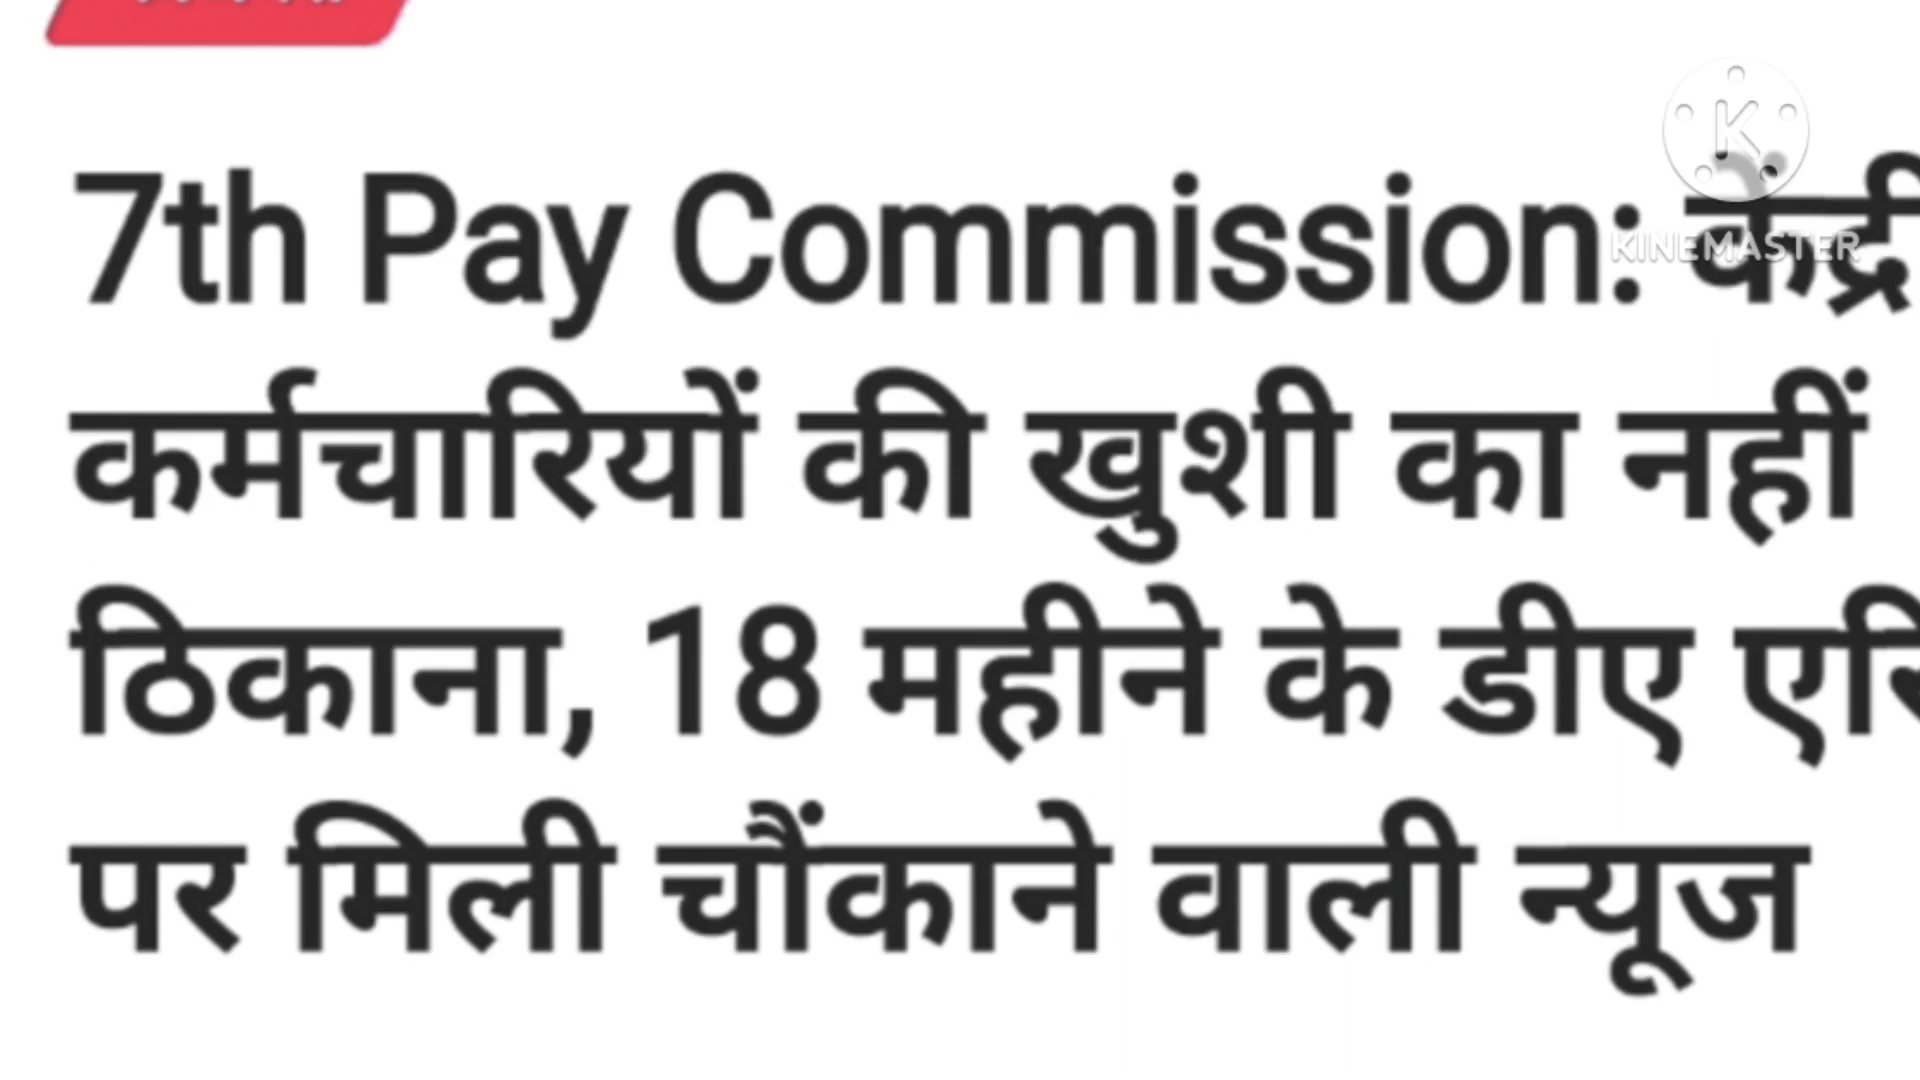 7th Pay Commission:
कर्मचारियों की खुशी का नहीं
ठिकाना, 18 महीने के डीए
पर मिली चौंकाने वाली न्यूज
K
KINEMASTER